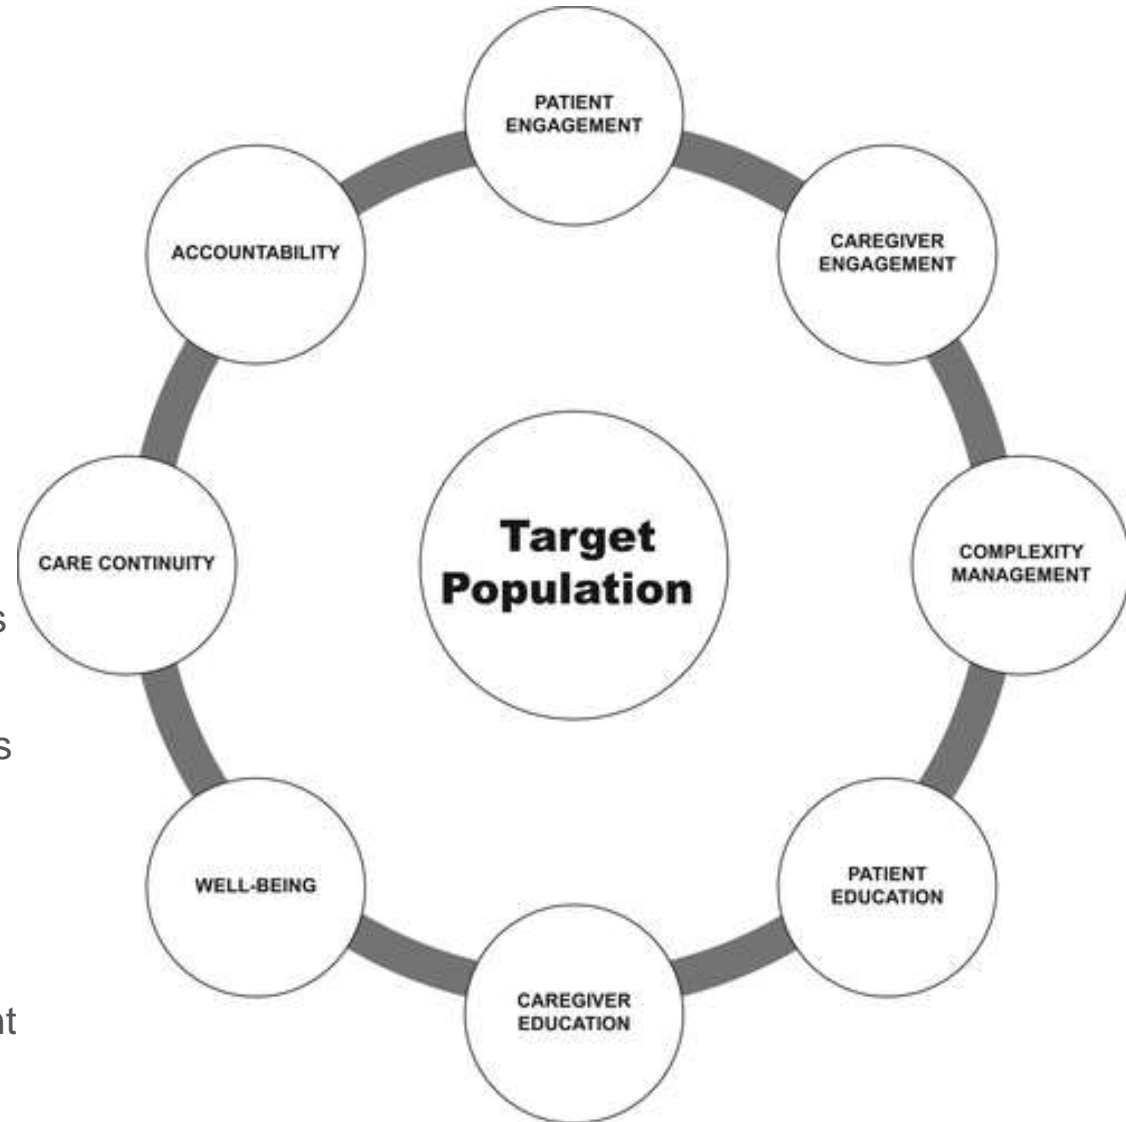 PATIENT
ENGAGEMENT
CAREGIVER
ENGAGEMENT
ACCOUNTABILITY
Target
Population
COMPLEXITY
MANAGEMENT
CARE CONTINUITY
PATIENT
EDUCATION
WELL-BEING
CAREGIVER
EDUCATION